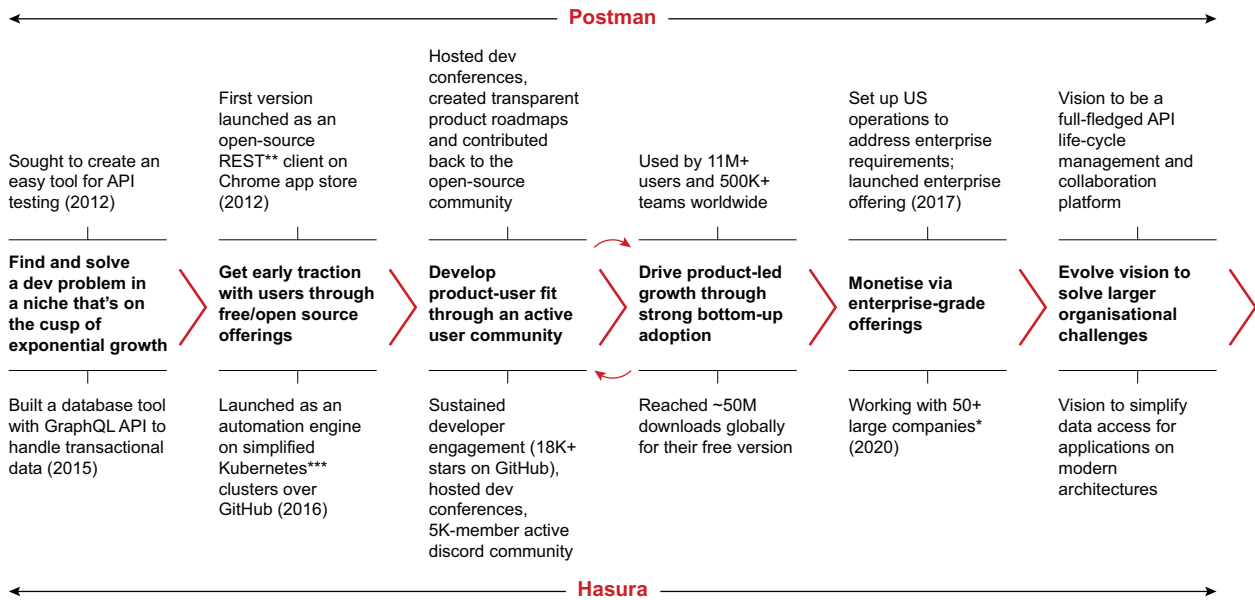 Postman
Sought to create an
easy tool for API
testing (2012)
First version
launched as an
open-source
REST** client on
Chrome app store
(2012)
Hosted dev
conferences,
created transparent
product roadmaps
and contributed
back to the
open-source
community
Used by 11M+
users and 500K+
teams worldwide
Set up US
operations to
address enterprise
requirements;
launched enterprise
offering (2017)
Vision to be a
full-fledged API
life-cycle
management and
collaboration
platform
Find and solve
a dev problem in
a niche that's on
the cusp of
exponential growth
Get early traction
with users through
free/open source
offerings
Develop
product-user fit
through an active
user community
Drive product-led
growth through
strong bottom-up
adoption
Monetise via
enterprise-grade
offerings
Evolve vision to
solve larger
organisational
challenges
Built a database tool
with GraphQL API to
handle transactional
data (2015)
Launched as an
automation engine
on simplified
Kubernetes***
clusters over
GitHub (2016)
Sustained
developer
engagement (18K+
stars on GitHub),
hosted dev
conferences,
5K-member active
discord community
Reached ~50M
downloads globally
for their free version
Working with 50+
large companies*
(2020)
Vision to simplify
data access for
applications on
modern
architectures
Hasura